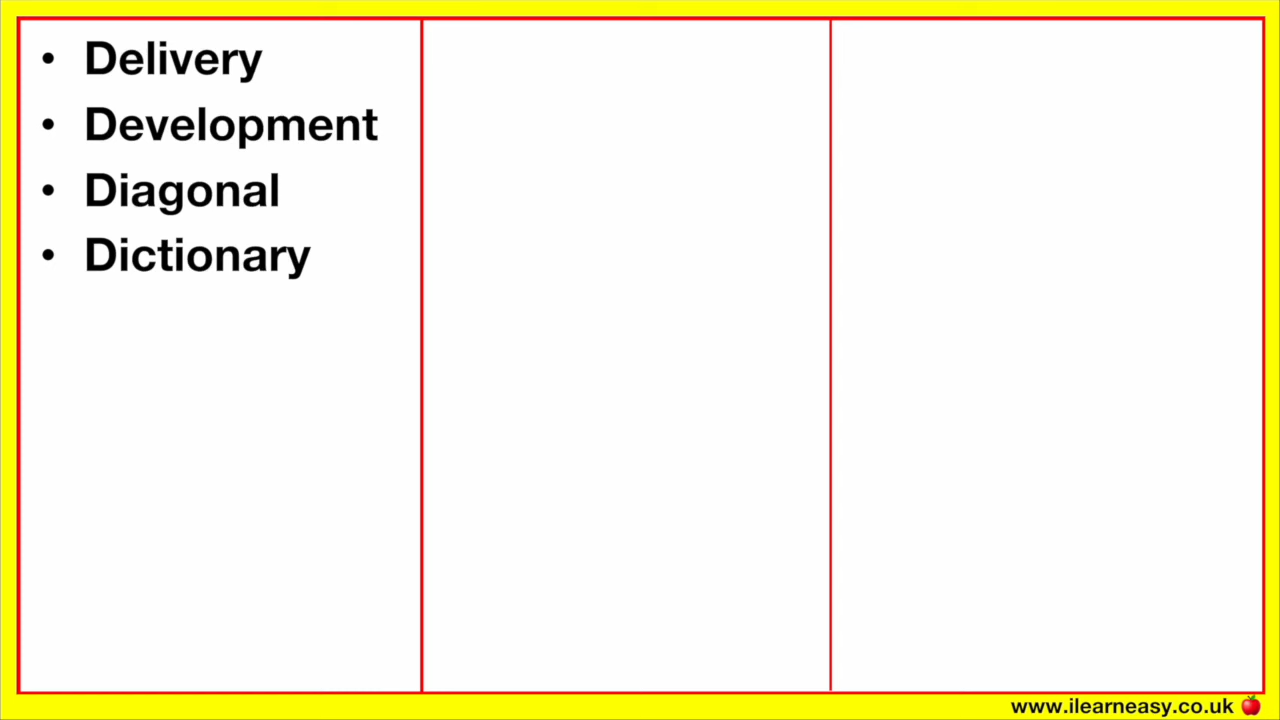 • Delivery
• Development
• Diagonal
• Dictionary
www.ilearneasy.co.uk